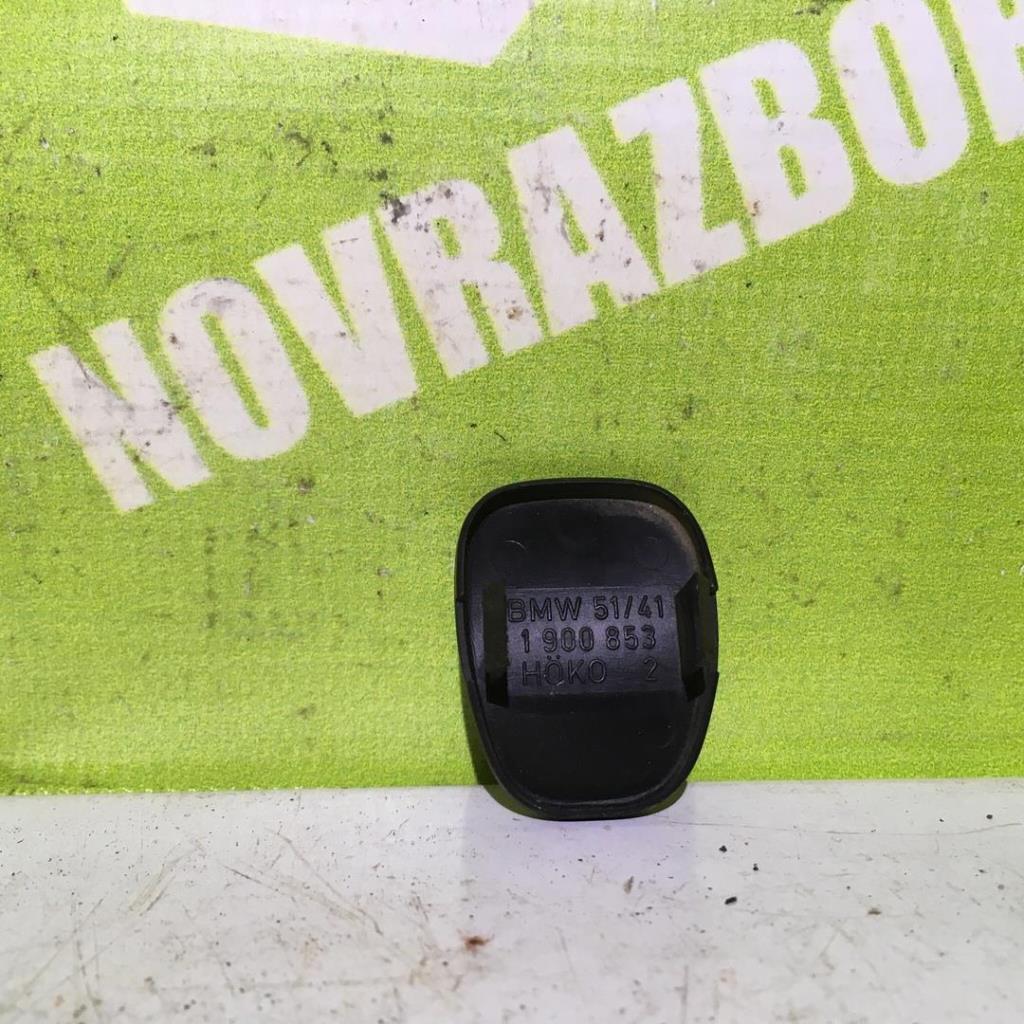 NOVRAZBOR
BMW 51/41
1 900 853
HÖKO 2